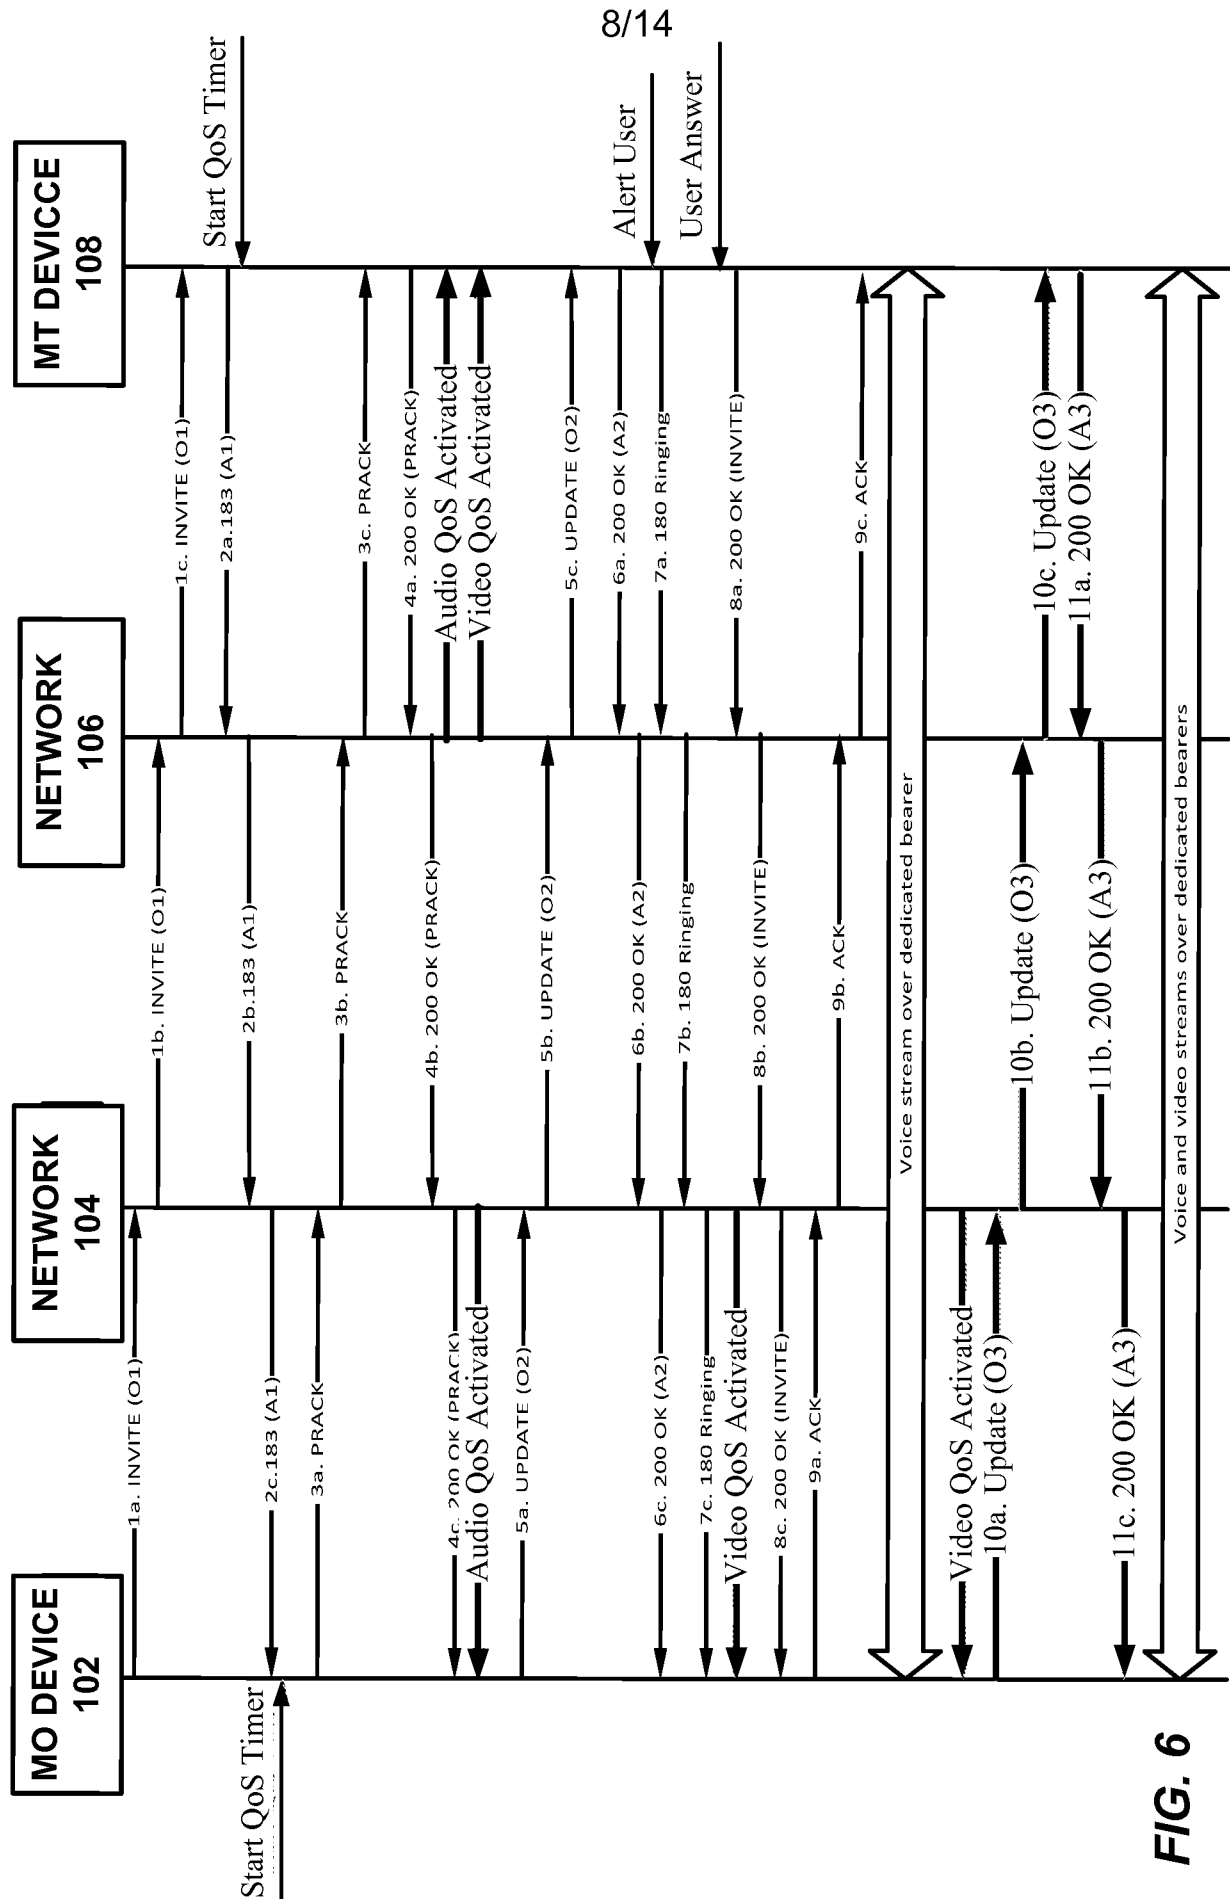 8/14
MO DEVICE
102
NETWORK
104
NETWORK
106
MT DEVICCE
108
1a. INVITE (O1)
1b. INVITE (O1)
1c. INVITE (O1)
2a.183 (A1)
Start QoS Timer
2b.183 (A1)
2c.183 (A1)
Start QoS Timer
3a. PRACK
3b. PRACK
3c. PRACK
4a. 200 OK (PRACK)
4b. 200 OK (PRACK)
4c. 200 OK (PRACK)
Audio QoS Activated
Video QoS Activated
Audio QoS Activated
5a. UPDATE (O2)
5b. UPDATE (O2)
5c. UPDATE (O2)
6a. 200 OK (A2)
6b. 200 OK (A2)
6c. 200 OK (A2)
Alert User
7a. 180 Ringing
7b. 180 Ringing
7c. 180 Ringing
User Answer
Video QoS Activated
8a. 200 OK (INVITE)
8b. 200 OK (INVITE)
8c. 200 OK (INVITE)
9a. ACK
9b. ACK
9c. ACK
Voice stream over dedicated bearer
Video QoS Activated
10a. Update (O3)
10b. Update (O3)
10c. Update (O3)
11a. 200 OK (A3)
11b. 200 OK (A3)
11c. 200 OK (A3)
Voice and video streams over dedicated bearers
FIG. 6